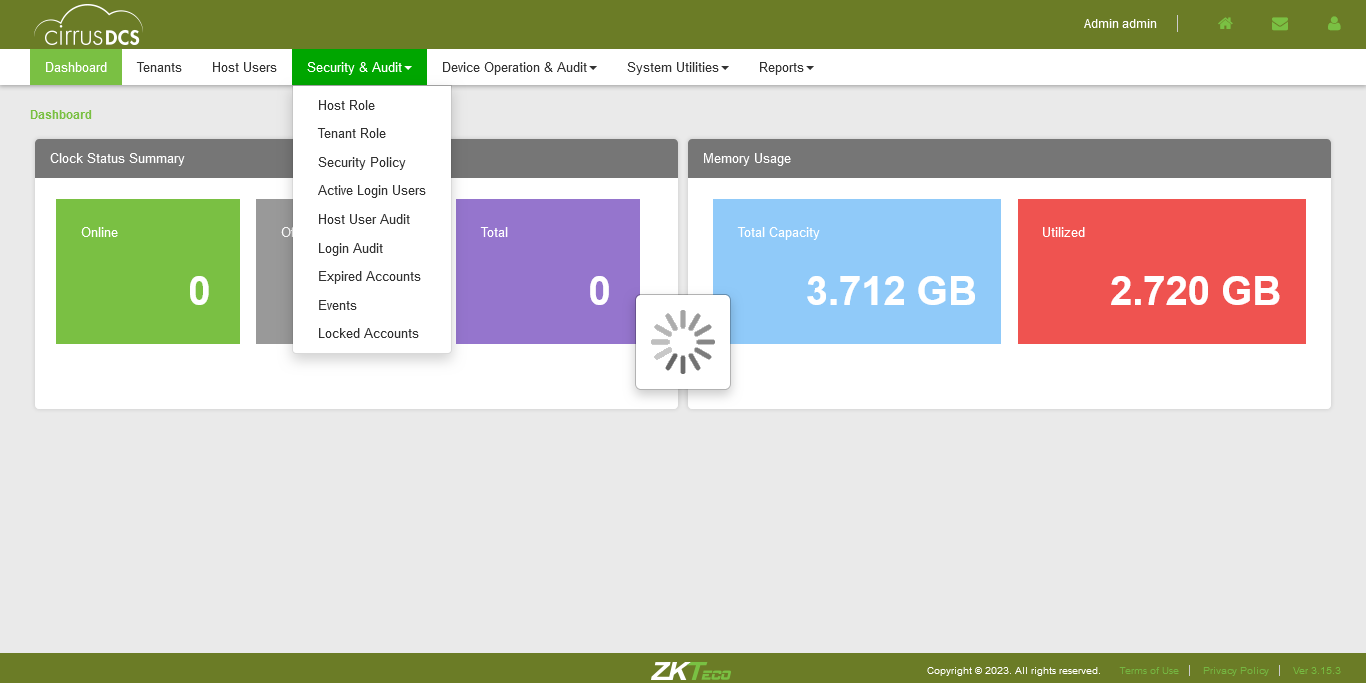 cirrusDCS
Admin admin
Dashboard
Tenants
Host Users
Security & Audit
Device Operation & Audit
System Utilities
Reports
Host Role
Tenant Role
Security Policy
Active Login Users
Host User Audit
Login Audit
Expired Accounts
Events
Locked Accounts
Dashboard
Clock Status Summary
Online
0
Total
0
Memory Usage
Total Capacity
3.712 GB
Utilized
2.720 GB
ZKTECO
Copyright © 2023. All rights reserved.
Terms of Use
Privacy Policy
Ver 3.15.3